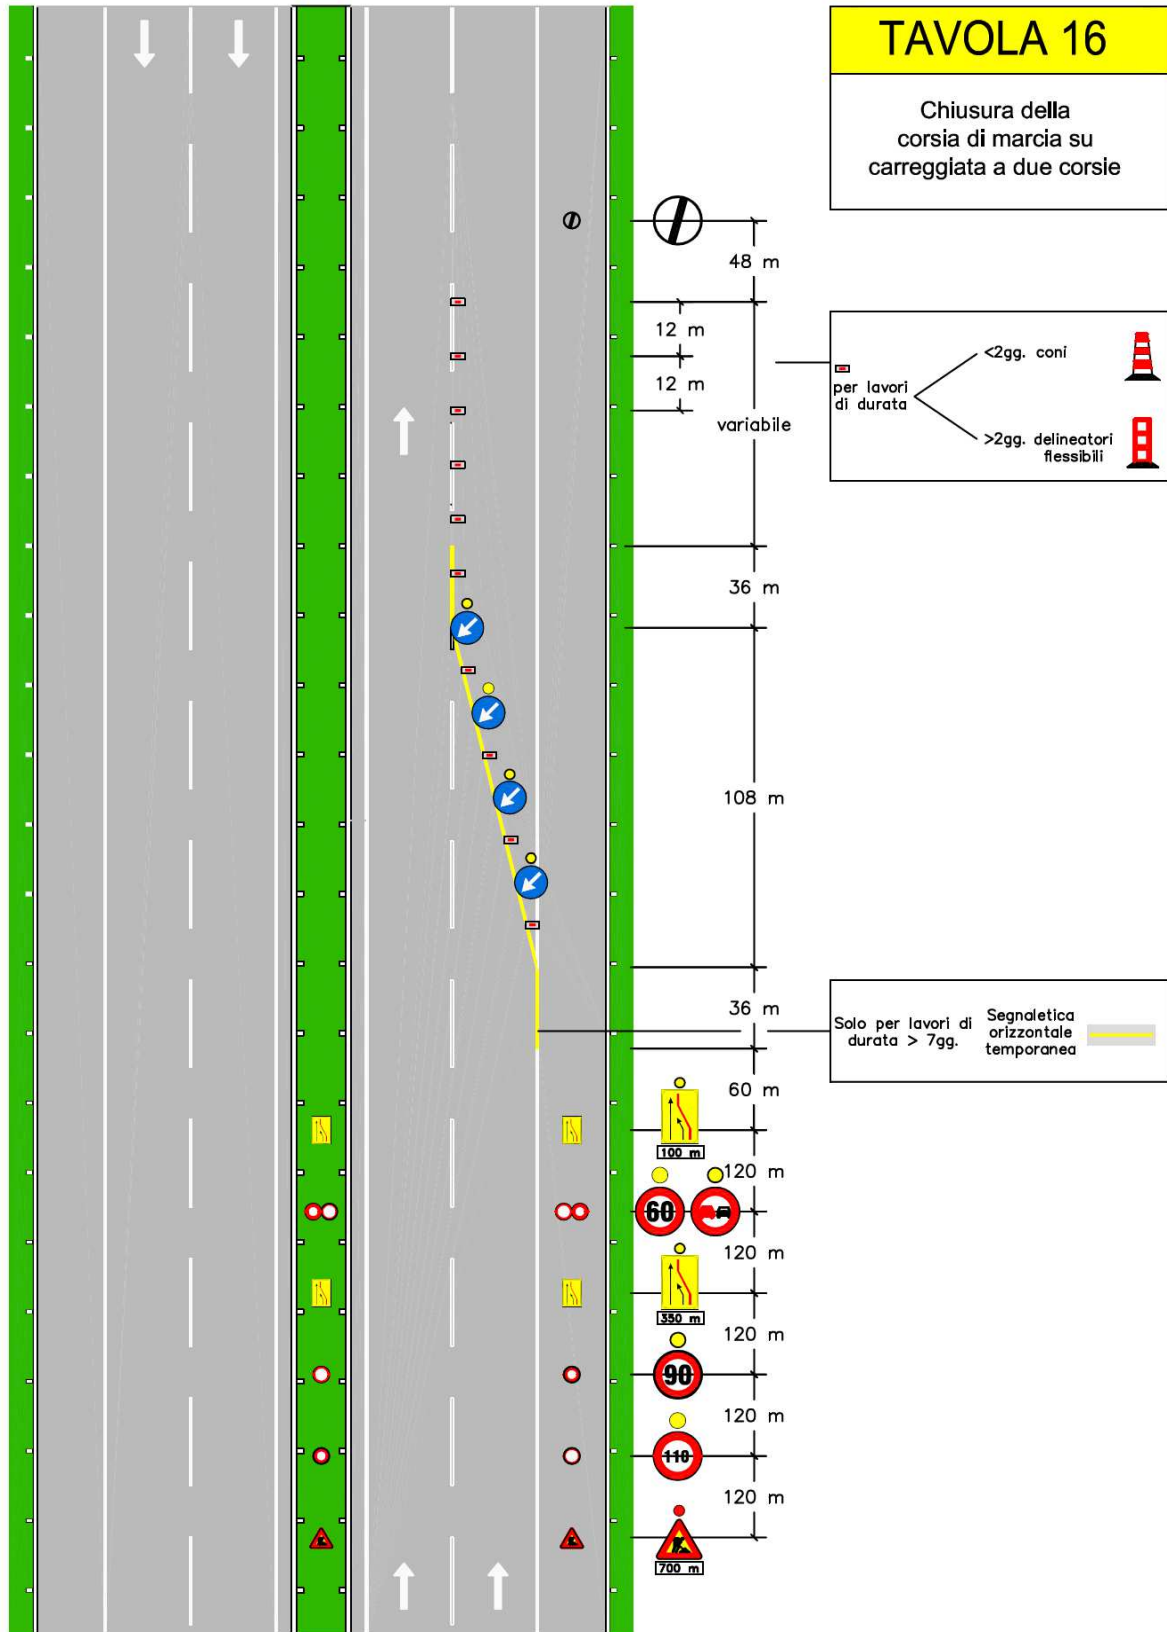 TAVOLA 16
Chiusura della
corsia di marcia su
carreggiata a due corsie
48 m
12 m
12 m
variabile
per lavori
di durata
<2gg. coni
>2gg. delineatori
flessibili
36 m
108 m
36 m
Solo per lavori di
durata > 7gg.
Segnaletica
orizzontale
temporanea
60 m
100 m
120 m
60
120 m
350 m
120 m
90
120 m
110
120 m
700 m